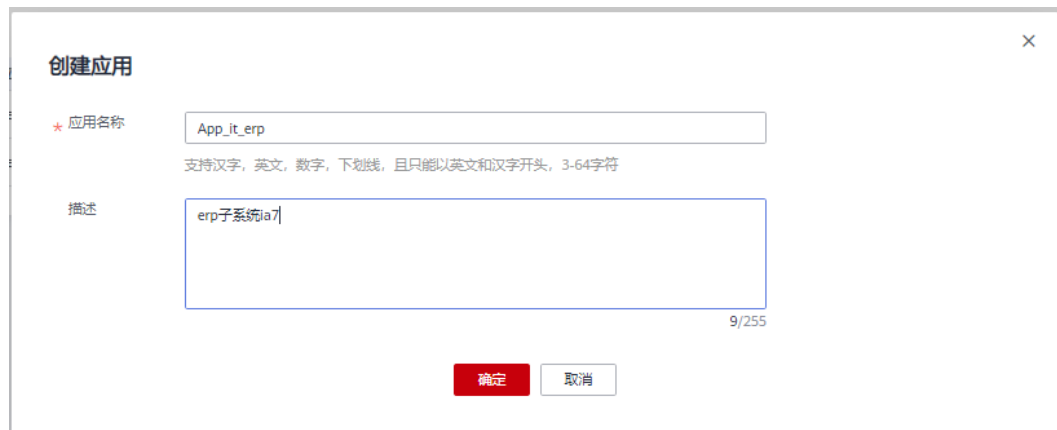 创建应用
* 应用名称
App_it_erp
支持汉字，英文，数字，下划线，且只能以英文和汉字开头，3-64字符
描述
erp子系统ia7
9/255
确定 取消